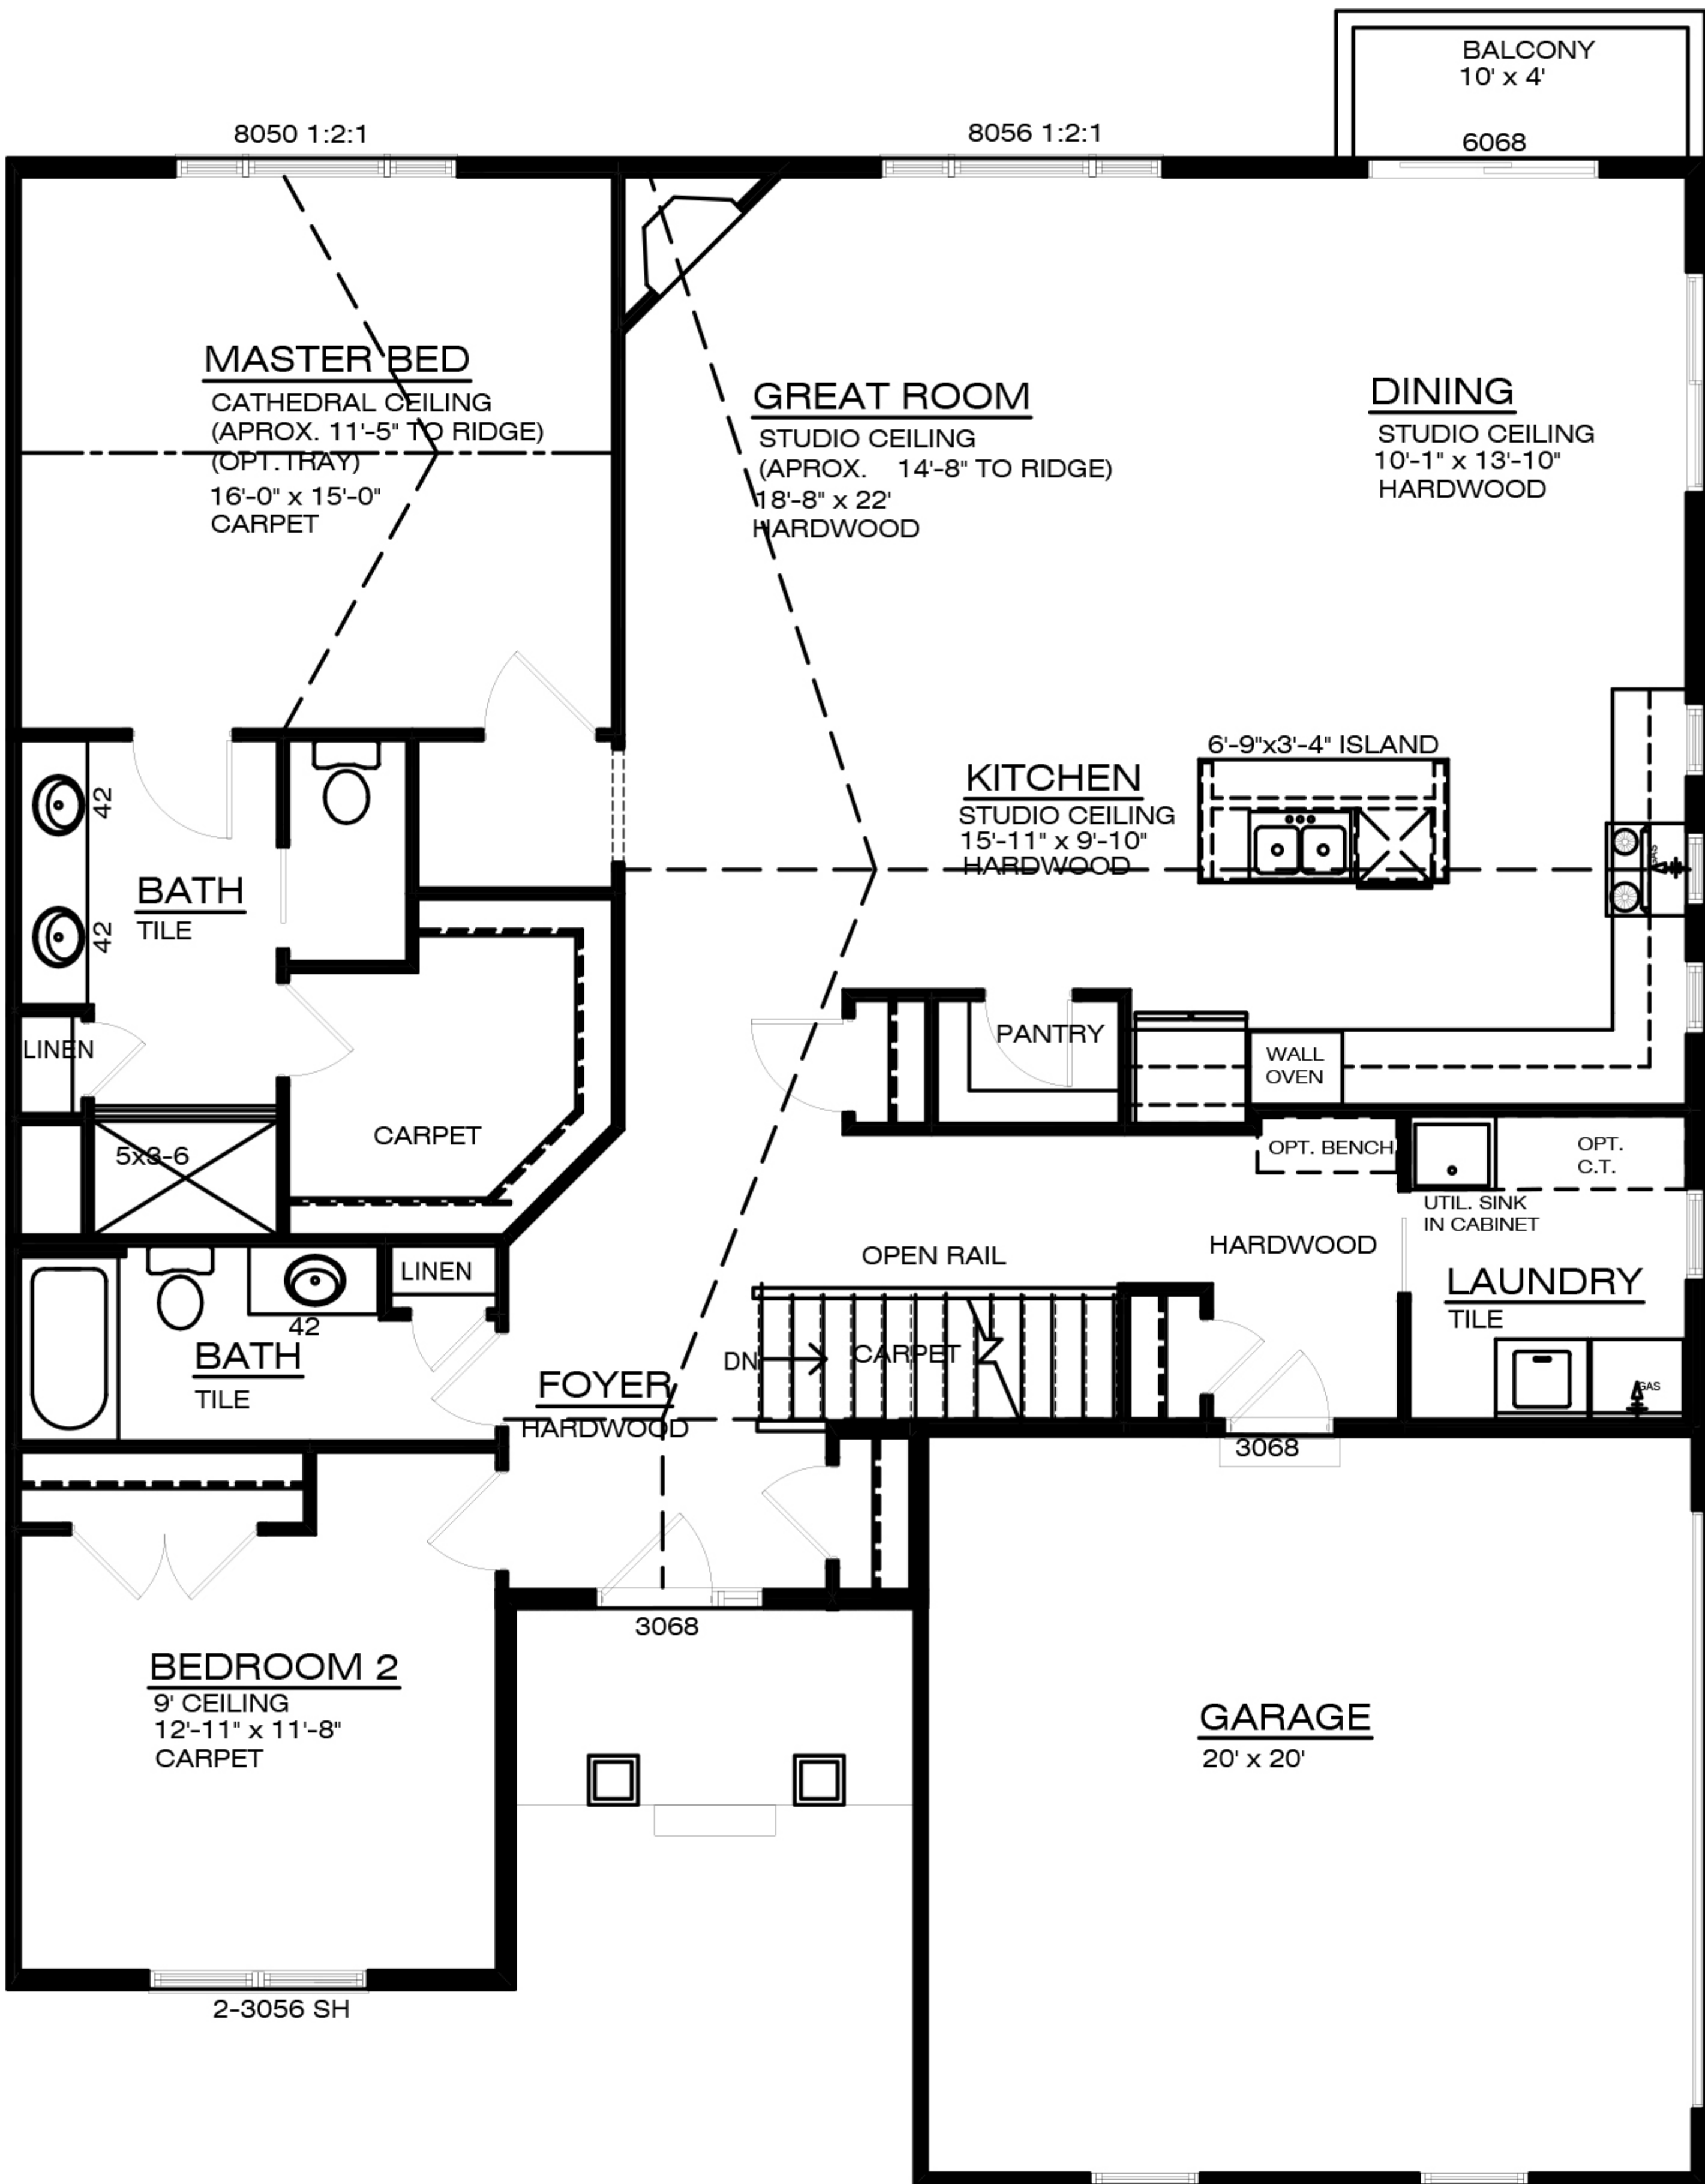 BALCONY
10' x 4'
8050 1:2:1
8056 1:2:1
6068
MASTER BED
CATHEDRAL CEILING
(APROX. 11'-5" TO RIDGE)
(OPT. TRAY)
16'-0" x 15'-0"
CARPET
GREAT ROOM
STUDIO CEILING
(APROX. 14'-8" TO RIDGE)
18'-8" x 22'
HARDWOOD
DINING
STUDIO CEILING
10'-1" x 13'-10"
HARDWOOD
6'-9"x3'-4" ISLAND
KITCHEN
STUDIO CEILING
15'-11" x 9'-10"
HARDWOOD
GAS
42
42
BATH
TILE
LINEN
5x3-6
CARPET
PANTRY
WALL
OVEN
OPT. BENCH
OPT.
C.T.
UTIL. SINK
IN CABINET
HARDWOOD
LAUNDRY
TILE
GAS
OPEN RAIL
DN
CARPET
LINEN
42
BATH
TILE
FOYER
HARDWOOD
3068
3068
BEDROOM 2
9' CEILING
12'-11" x 11'-8"
CARPET
GARAGE
20' x 20'
2-3056 SH